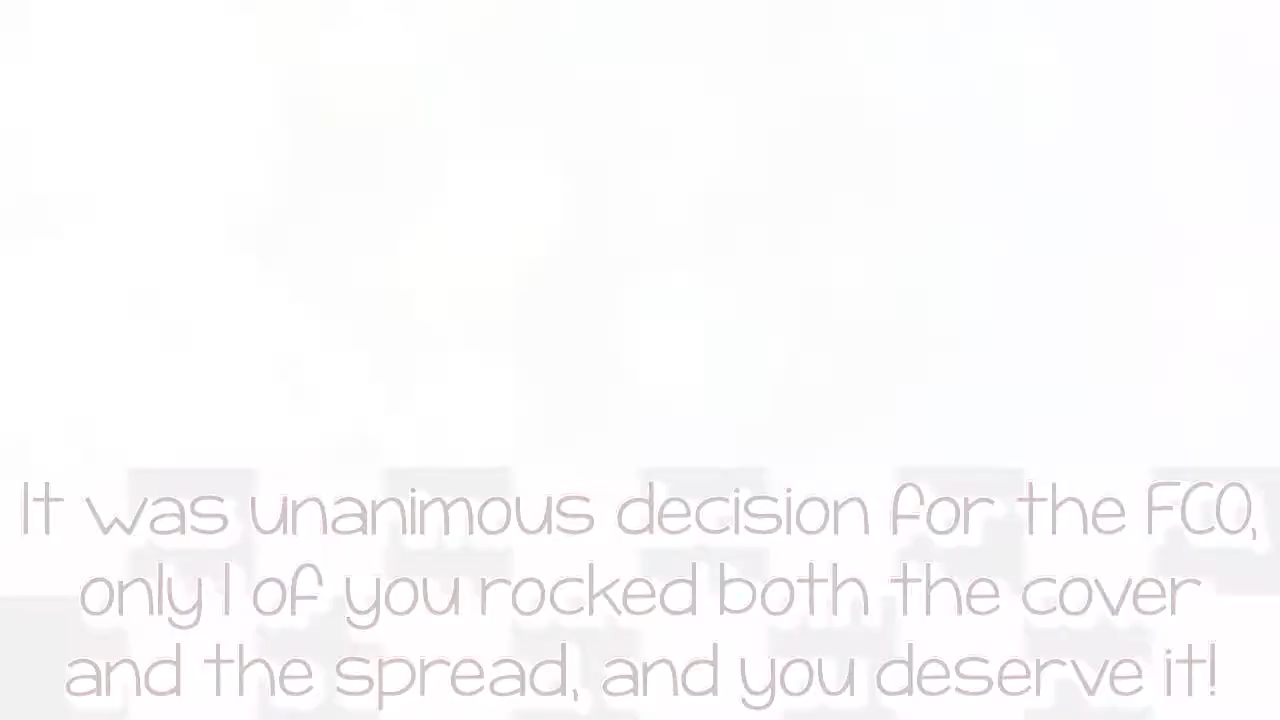 It was unanimous decision for the FCO,
only 1 of you rocked both the cover
and the spread, and you deserve it!